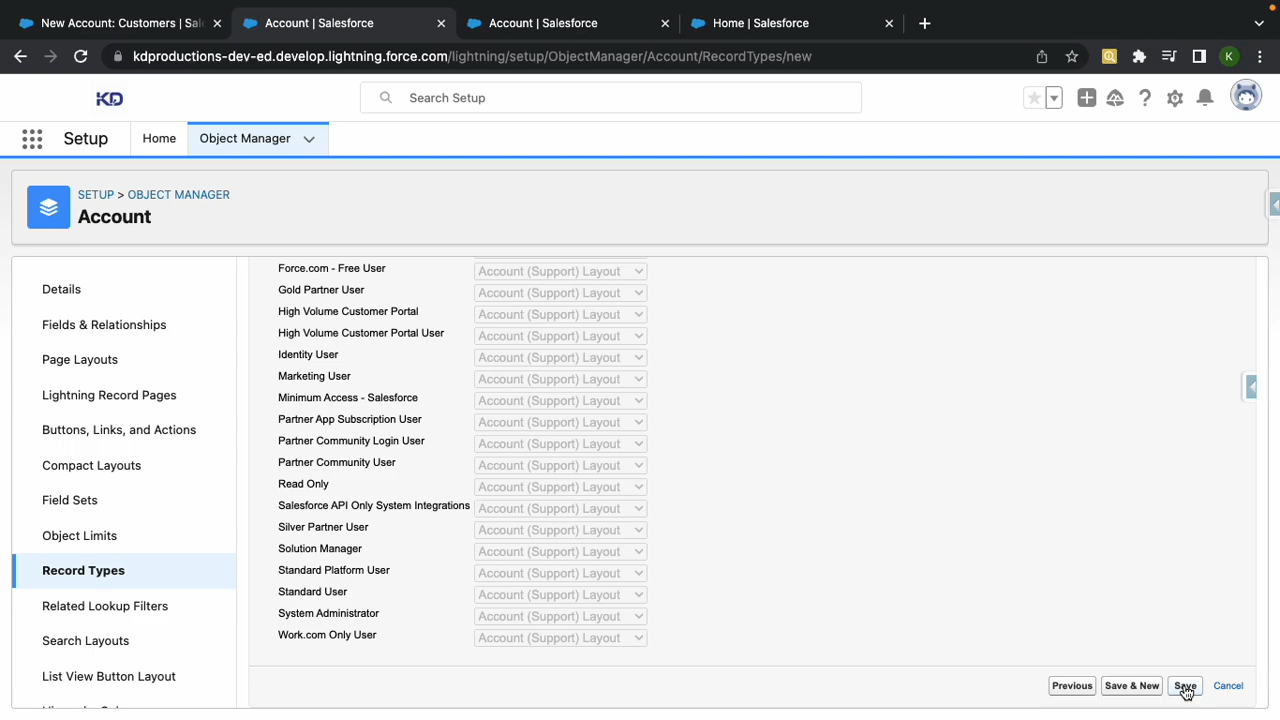 New Account: Customers | Sal
Account | Salesforce
Account | Salesforce
Home | Salesforce
kdproductions-dev-ed.develop.lightning.force.com/lightning/setup/ObjectManager/Account/RecordTypes/new
K
KD
Search Setup
Setup
Home
Object Manager
SETUP > OBJECT MANAGER
Account
Details
Fields & Relationships
Page Layouts
Lightning Record Pages
Buttons, Links, and Actions
Compact Layouts
Field Sets
Object Limits
Record Types
Related Lookup Filters
Search Layouts
List View Button Layout
Force.com - Free User Account (Support) Layout
Gold Partner User Account (Support) Layout
High Volume Customer Portal Account (Support) Layout
High Volume Customer Portal User Account (Support) Layout
Identity User Account (Support) Layout
Marketing User Account (Support) Layout
Minimum Access - Salesforce Account (Support) Layout
Partner App Subscription User Account (Support) Layout
Partner Community Login User Account (Support) Layout
Partner Community User Account (Support) Layout
Read Only Account (Support) Layout
Salesforce API Only System Integrations Account (Support) Layout
Silver Partner User Account (Support) Layout
Solution Manager Account (Support) Layout
Standard Platform User Account (Support) Layout
Standard User Account (Support) Layout
System Administrator Account (Support) Layout
Work.com Only User Account (Support) Layout
Previous Save & New Save Cancel